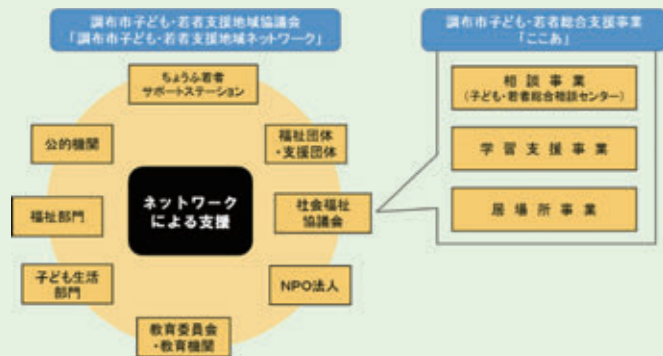 調布市子ども・若者支援地域協議会
「調布市子ども・若者支援地域ネットワーク」
ちょうふ若者
サポートステーション
公的機関
福祉団体
・支援団体
福祉部門
ネットワーク
による支援
社会福祉
協議会
子ども生活
部門
NPO法人
教育委員会
・教育機関
調布市子ども・若者総合支援事業
「ここあ」
相談事業
(子ども・若者総合相談センター)
学習支援事業
居場所事業